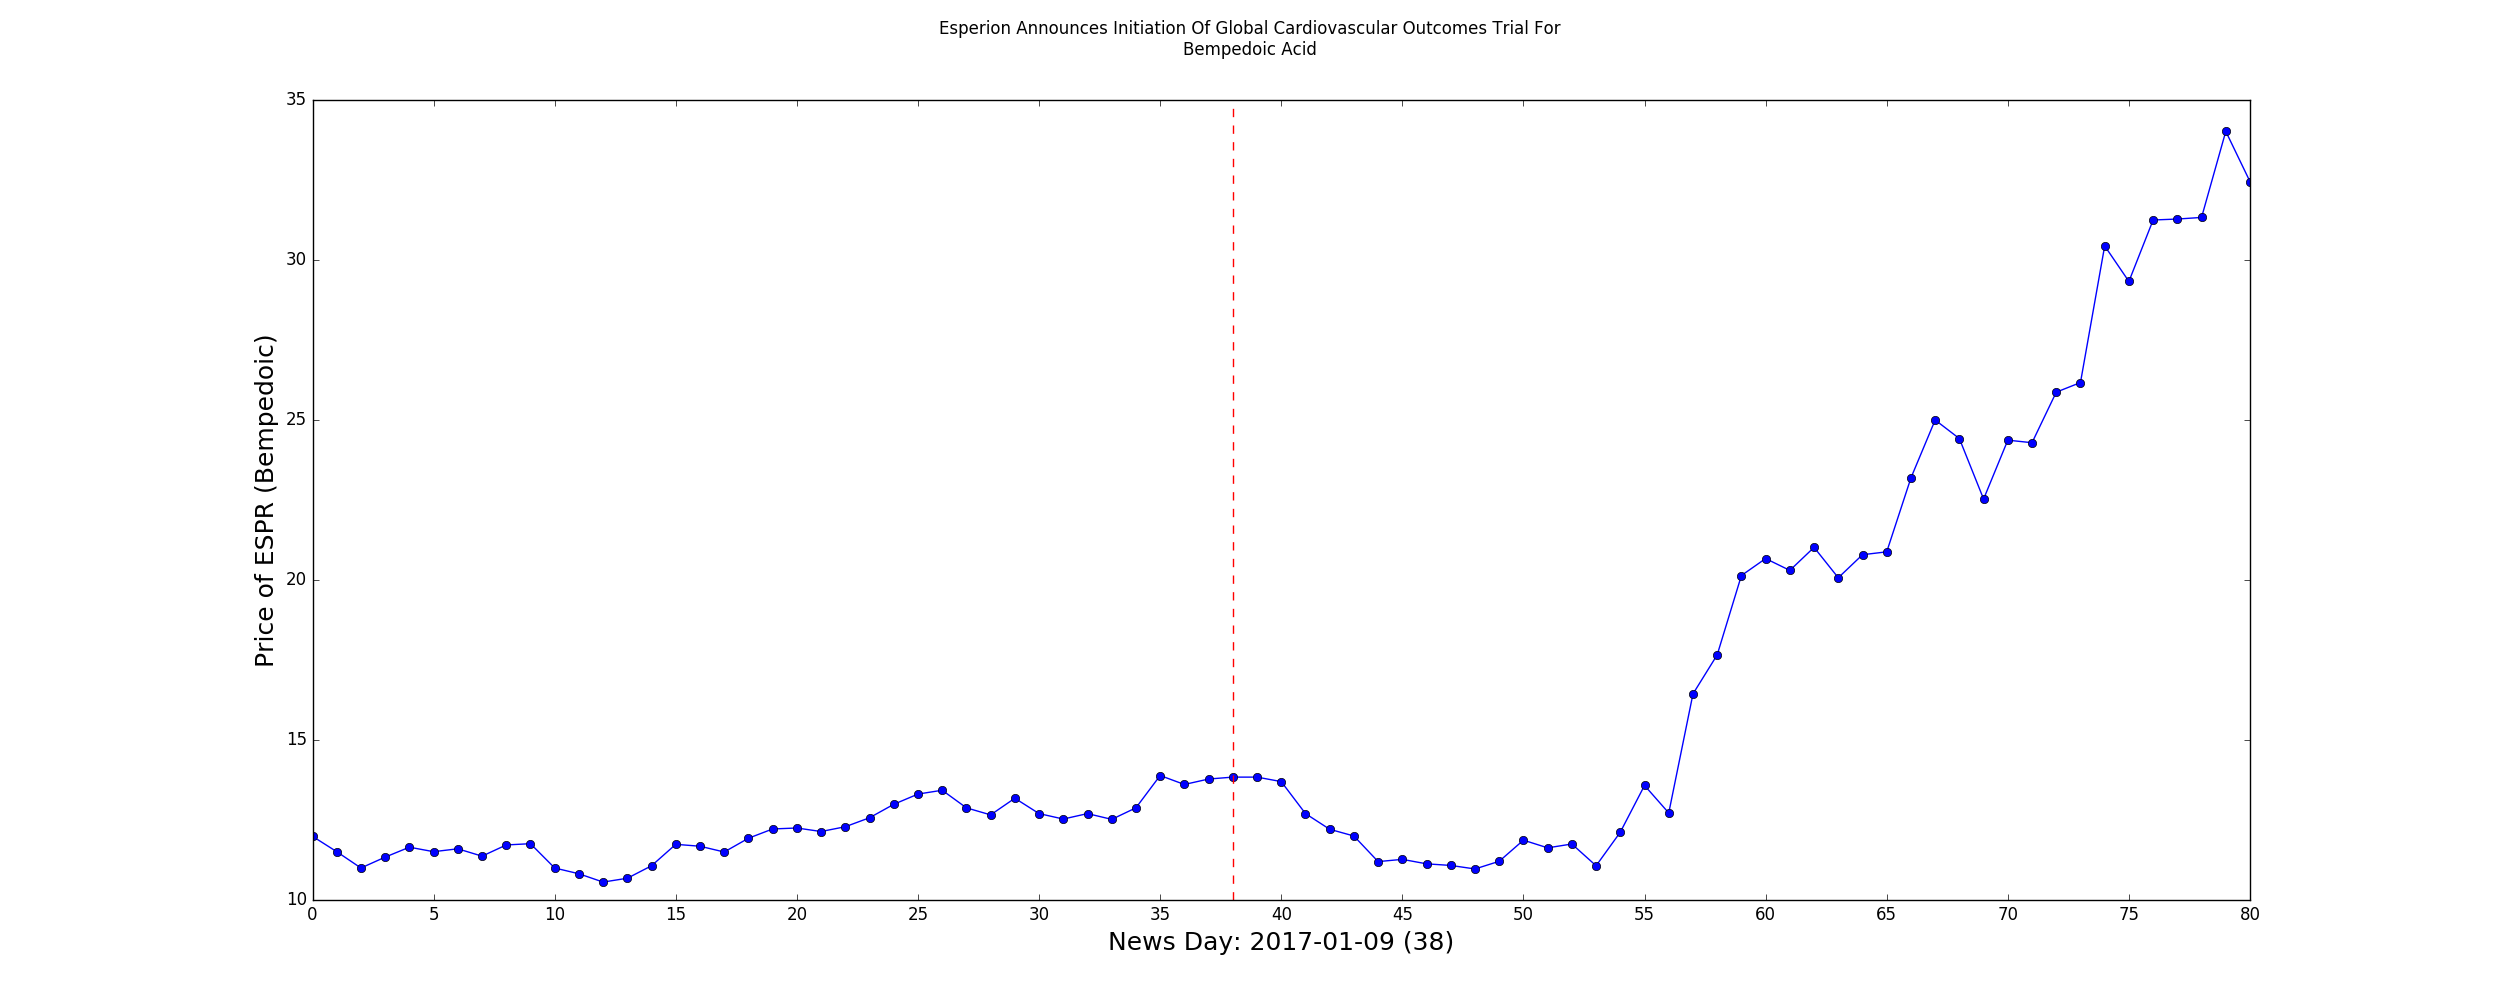 Esperion Announces Initiation Of Global Cardiovascular Outcomes Trial For
Bempedoic Acid
35
30
25
20
15
10
Price of ESPR (Bempedoic)
0 5 10 15 20 25 30 35 40 45 50 55 60 65 70 75 80
News Day: 2017-01-09 (38)